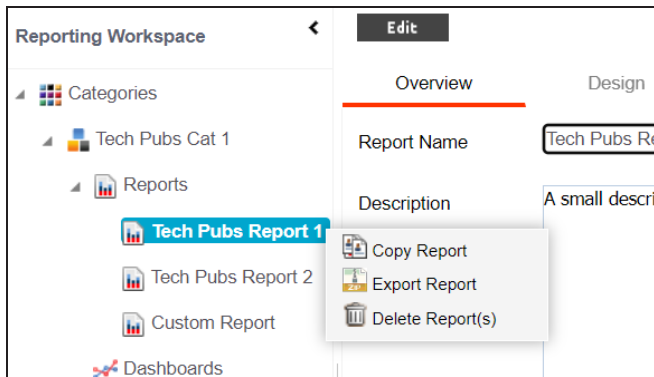 Reporting Workspace
Categories
Tech Pubs Cat 1
Reports
Tech Pubs Report 1
Tech Pubs Report 2
Custom Report
Dashboards
Edit
Overview Design
Report Name Tech Pubs Re
Description A small descri
Copy Report
ZIP Export Report
Delete Report(s)